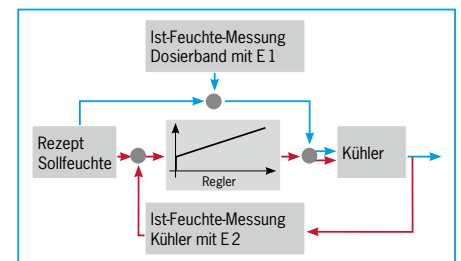 Ist-Feuchte-Messung
Dosierband mit E 1
Rezept
Sollfeuchte
Regler
Kühler
Ist-Feuchte-Messung
Kühler mit E 2